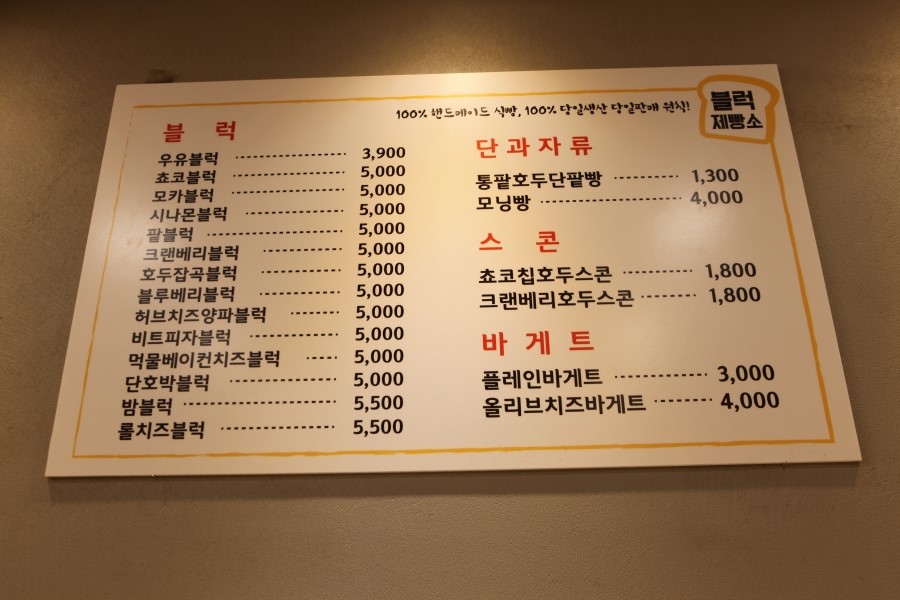 100% 핸드메이드 식빵, 100% 당일생산 당일판매 원칙!
블럭
제빵소
블 럭
우유블럭 3,900
쵸코블럭 5,000
모카블럭 5,000
시나몬블럭 5,000
팥블럭 5,000
크랜베리블럭 5,000
호두잡곡블럭 5,000
블루베리블럭 5,000
허브치즈양파블럭 5,000
비트피자블럭 5,000
먹물베이컨치즈블럭 5,000
단호박블럭 5,000
밤블럭 5,500
롤치즈블럭 5,500
단과자류
통팥호두단팥빵 1,300
모닝빵 4,000
스 콘
쵸코칩호두스콘 1,800
크랜베리호두스콘 1,800
바 게 트
플레인바게트 3,000
올리브치즈바게트 4,000